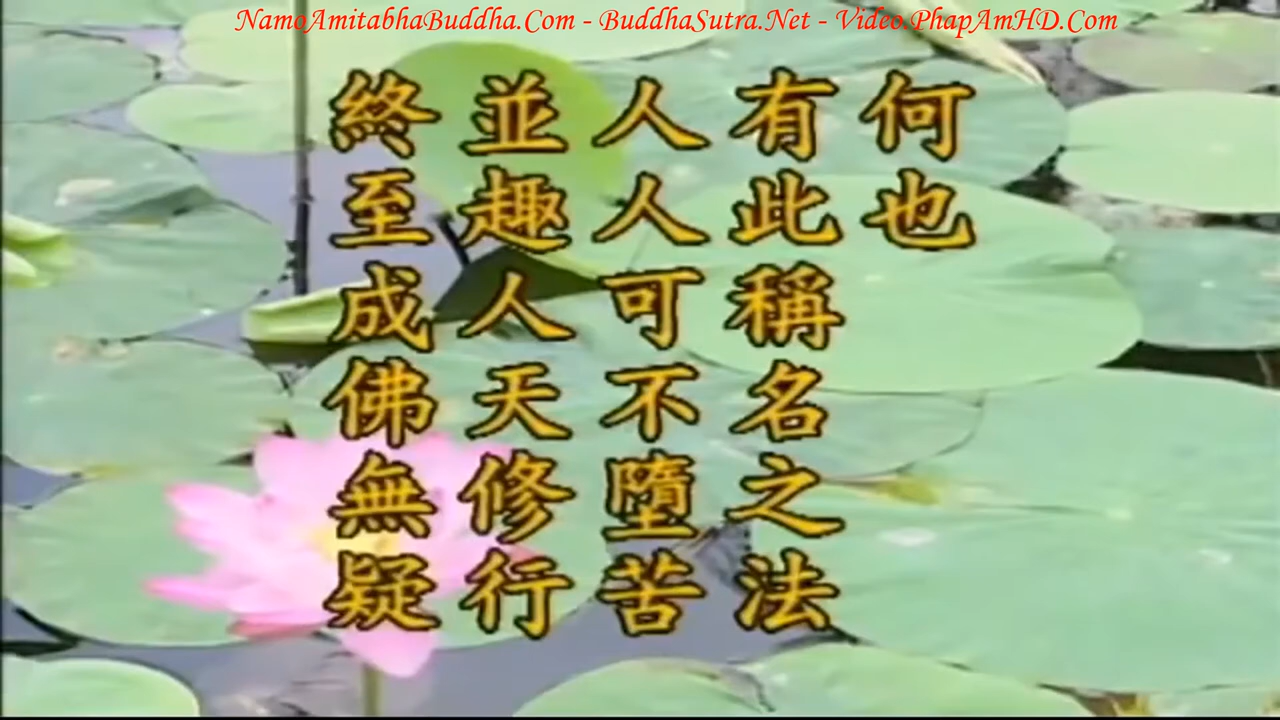 NamoAmitabhaBuddha.Com - BuddhaSutra.Net - Video.PhapAmHD.Com
何也
有此稱名之法
人人可不墮苦
並趣人天修行
終至成佛無疑